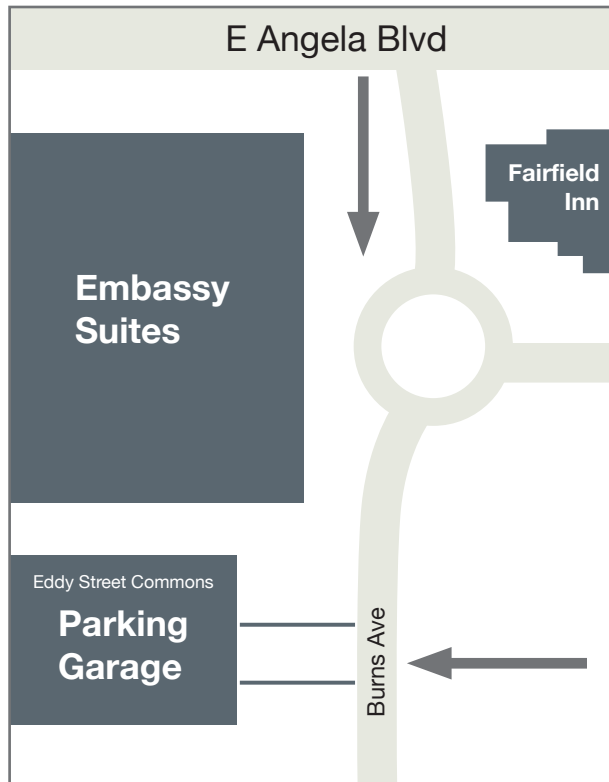 E Angela Blvd
Fairfield
Inn
Embassy
Suites
Eddy Street Commons
Parking
Garage
Burns Ave